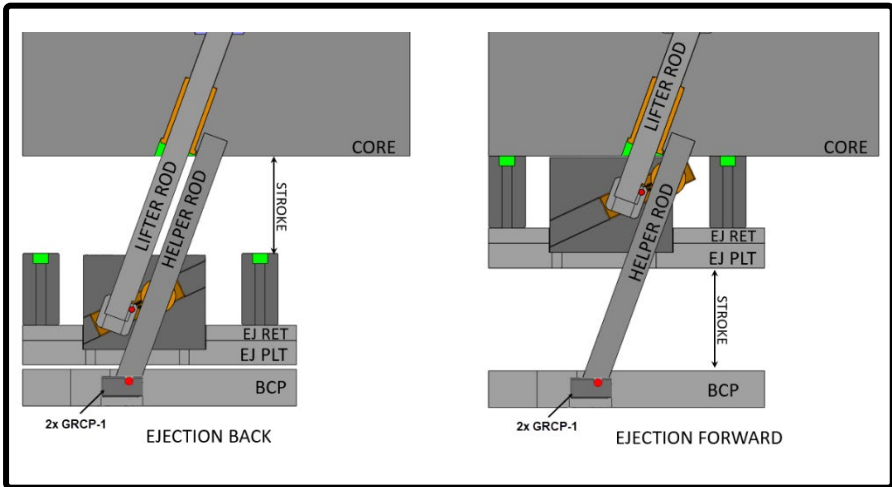 CORE
LIFTER ROD
HELPER ROD
STROKE
EJ RET
EJ PLT
BCP
2x GRCP-1
EJECTION BACK
LIFTER ROD
CORE
HELPER ROD
EJ RET
EJ PLT
STROKE
BCP
2x GRCP-1
EJECTION FORWARD